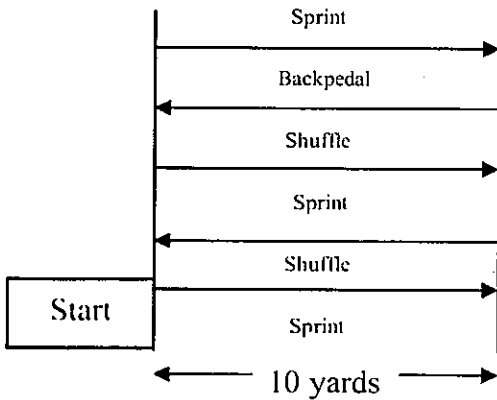 Sprint
Backpedal
Shuffle
Sprint
Shuffle
Start
Sprint
10 yards